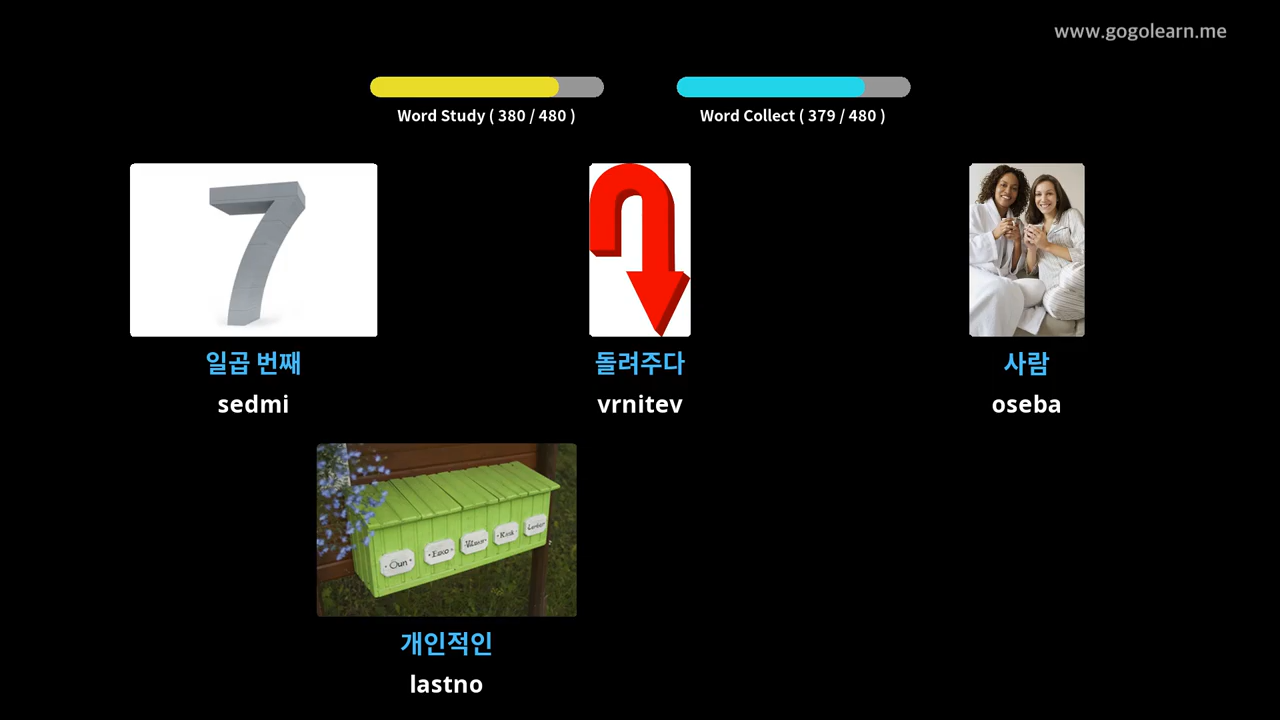 www.gogolearn.me
Word Study ( 380 / 480 )
Word Collect ( 379 / 480 )
7
일곱 번째
sedmi
돌려주다
vrnitev
사람
oseba
개인적인
lastno